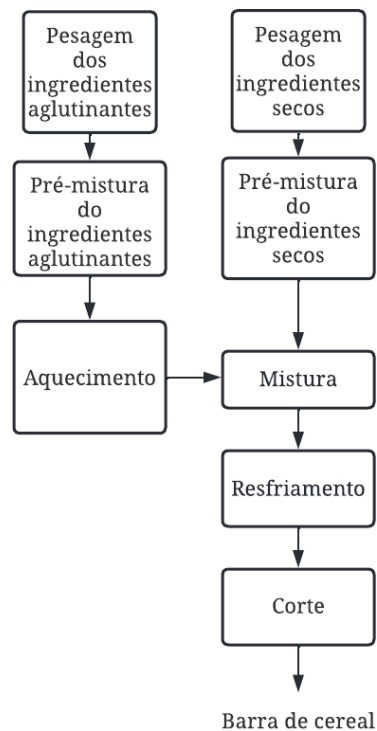 Pesagem
dos
ingredientes
aglutinantes
Pesagem
dos
ingredientes
secos
Pré-mistura
do
ingredientes
aglutinantes
Pré-mistura
do
ingredientes
secos
Aquecimento
Mistura
Resfriamento
Corte
Barra de cereal